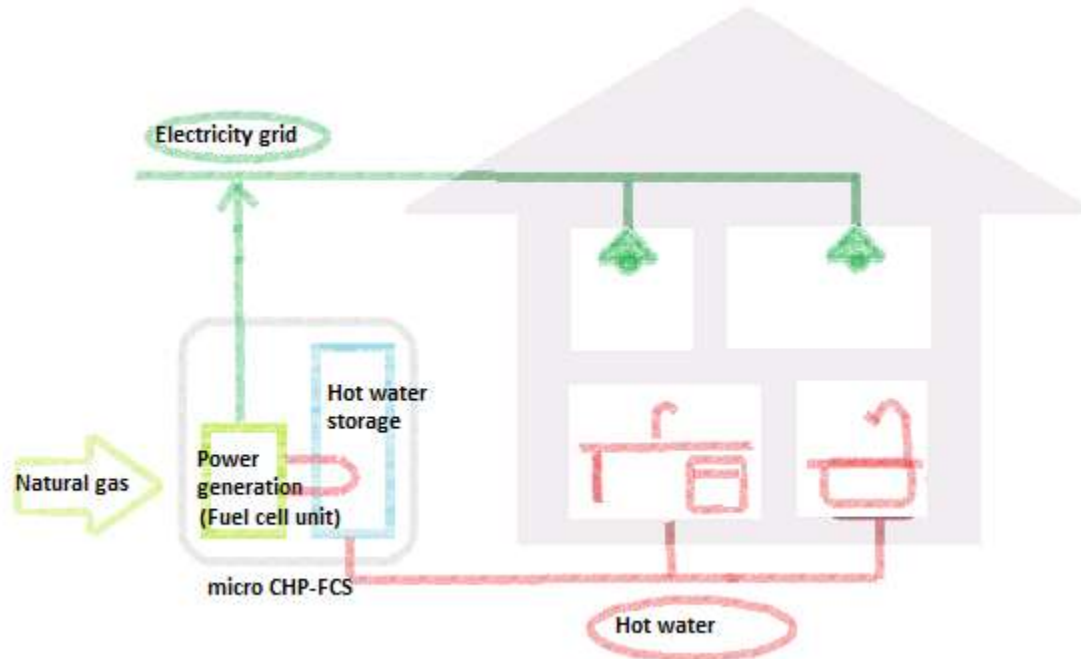 Electricity grid
Hot water
storage
Power
generation
(Fuel cell unit)
Natural gas
micro CHP-FCS
Hot water